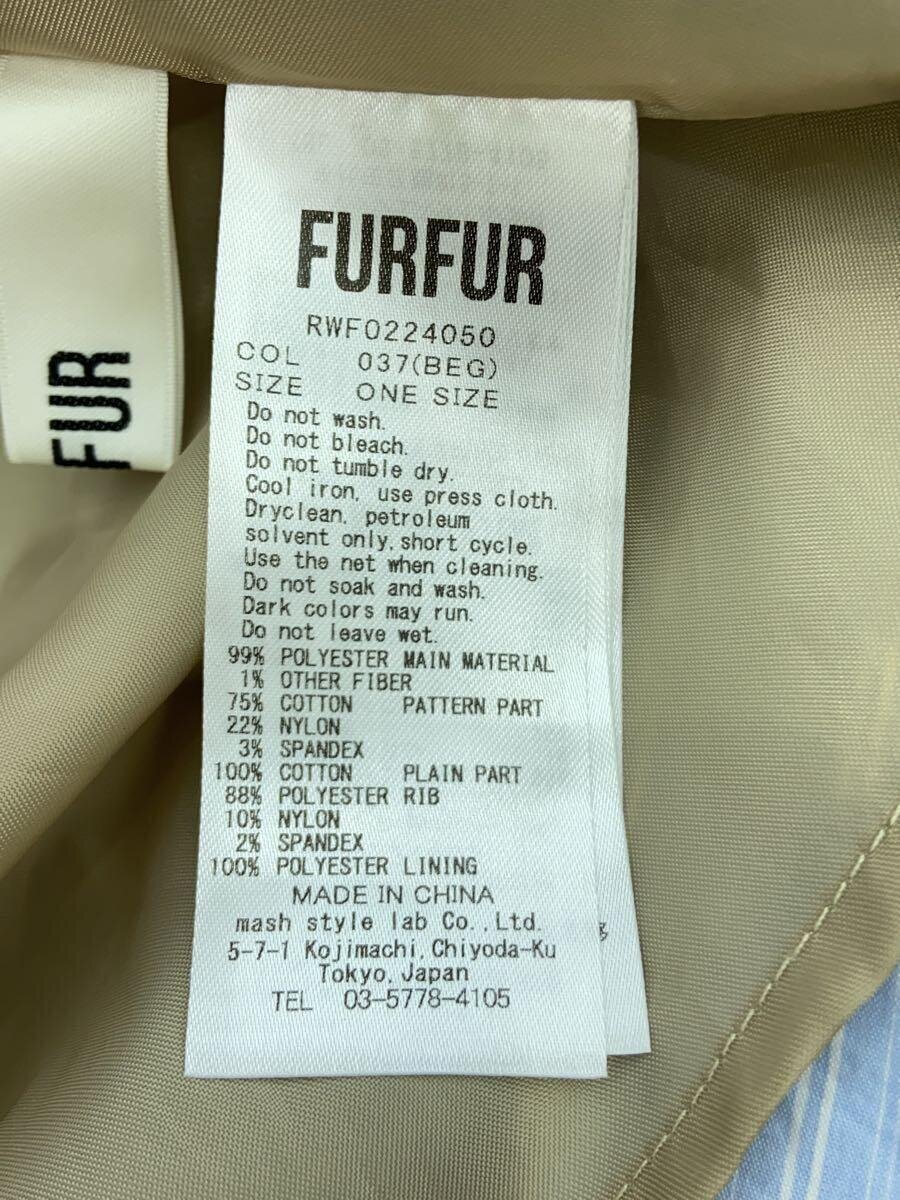 FUR
FURFUR
RWF0224050
COL 037(BEG)
SIZE ONE SIZE
Do not wash.
Do not bleach.
Do not tumble dry.
Cool iron, use press cloth.
Dryclean, petroleum
solvent only,short cycle.
Use the net when cleaning.
Do not soak and wash.
Dark colors may run.
Do not leave wet.
99% POLYESTER MAIN MATERIAL
1% OTHER FIBER
75% COTTON PATTERN PART
22% NYLON
3% SPANDEX
100% COTTON PLAIN PART
88% POLYESTER RIB
10% NYLON
2% SPANDEX
100% POLYESTER LINING
MADE IN CHINA
mash style lab Co.,Ltd.
5-7-1 Kojimachi,Chiyoda-Ku
Tokyo,Japan
TEL 03-5778-4105